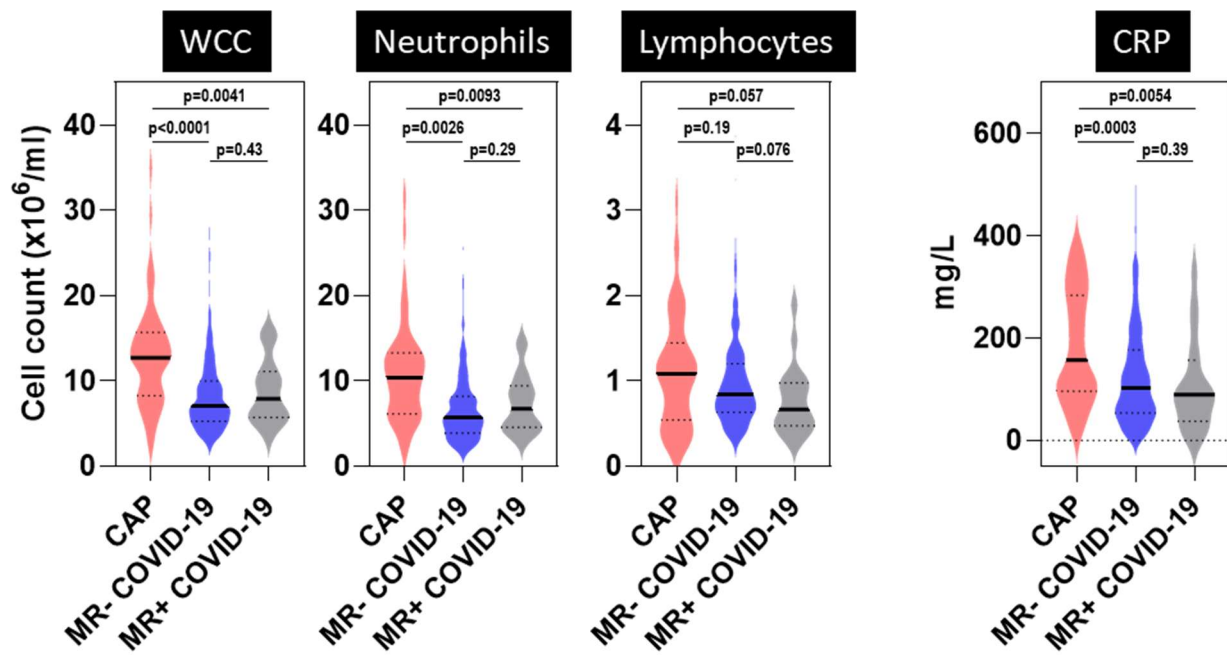 WCC
Neutrophils
Lymphocytes
CRP
Cell count (x10⁶/ml)
40
30
20
10
0
p=0.0041
p<0.0001
p=0.43
CAP
MR- COVID-19
MR+ COVID-19
40
30
20
10
0
p=0.0093
p=0.0026
p=0.29
CAP
MR- COVID-19
MR+ COVID-19
4
3
2
1
0
p=0.057
p=0.19
p=0.076
CAP
MR- COVID-19
MR+ COVID-19
mg/L
600
400
200
0
p=0.0054
p=0.0003
p=0.39
CAP
MR- COVID-19
MR+ COVID-19